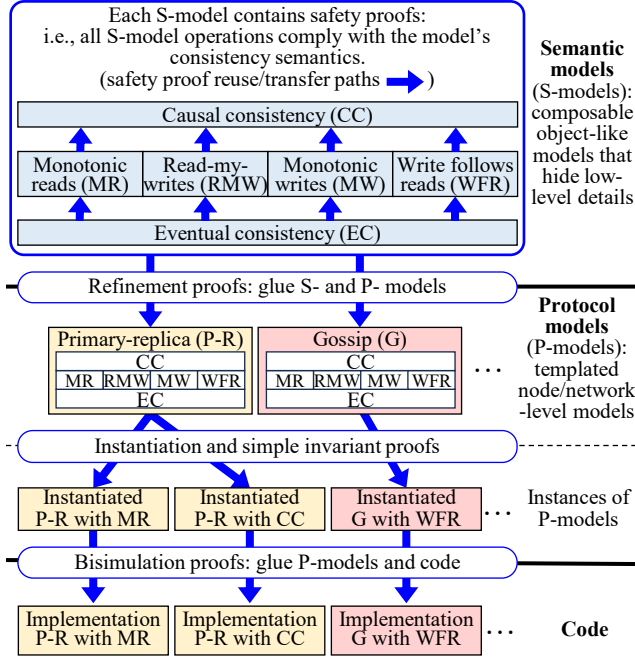 Each S-model contains safety proofs:
i.e., all S-model operations comply with the model's
consistency semantics.
(safety proof reuse/transfer paths )
Causal consistency (CC)
Monotonic
reads (MR)
Read-my-
writes (RMW)
Monotonic
writes (MW)
Write follows
reads (WFR)
Eventual consistency (EC)
Semantic
models
(S-models):
composable
object-like
models that
hide low-
level details
Refinement proofs: glue S- and P- models
Primary-replica (P-R)
CC
MR RMW MW WFR
EC
Gossip (G)
CC
MR RMW MW WFR
EC
...
Protocol
models
(P-models):
templated
node/network
-level models
Instantiation and simple invariant proofs
Instantiated
P-R with MR
Instantiated
P-R with CC
Instantiated
G with WFR
...
Instances of
P-models
Bisimulation proofs: glue P-models and code
Implementation
P-R with MR
Implementation
P-R with CC
Implementation
G with WFR
...
Code